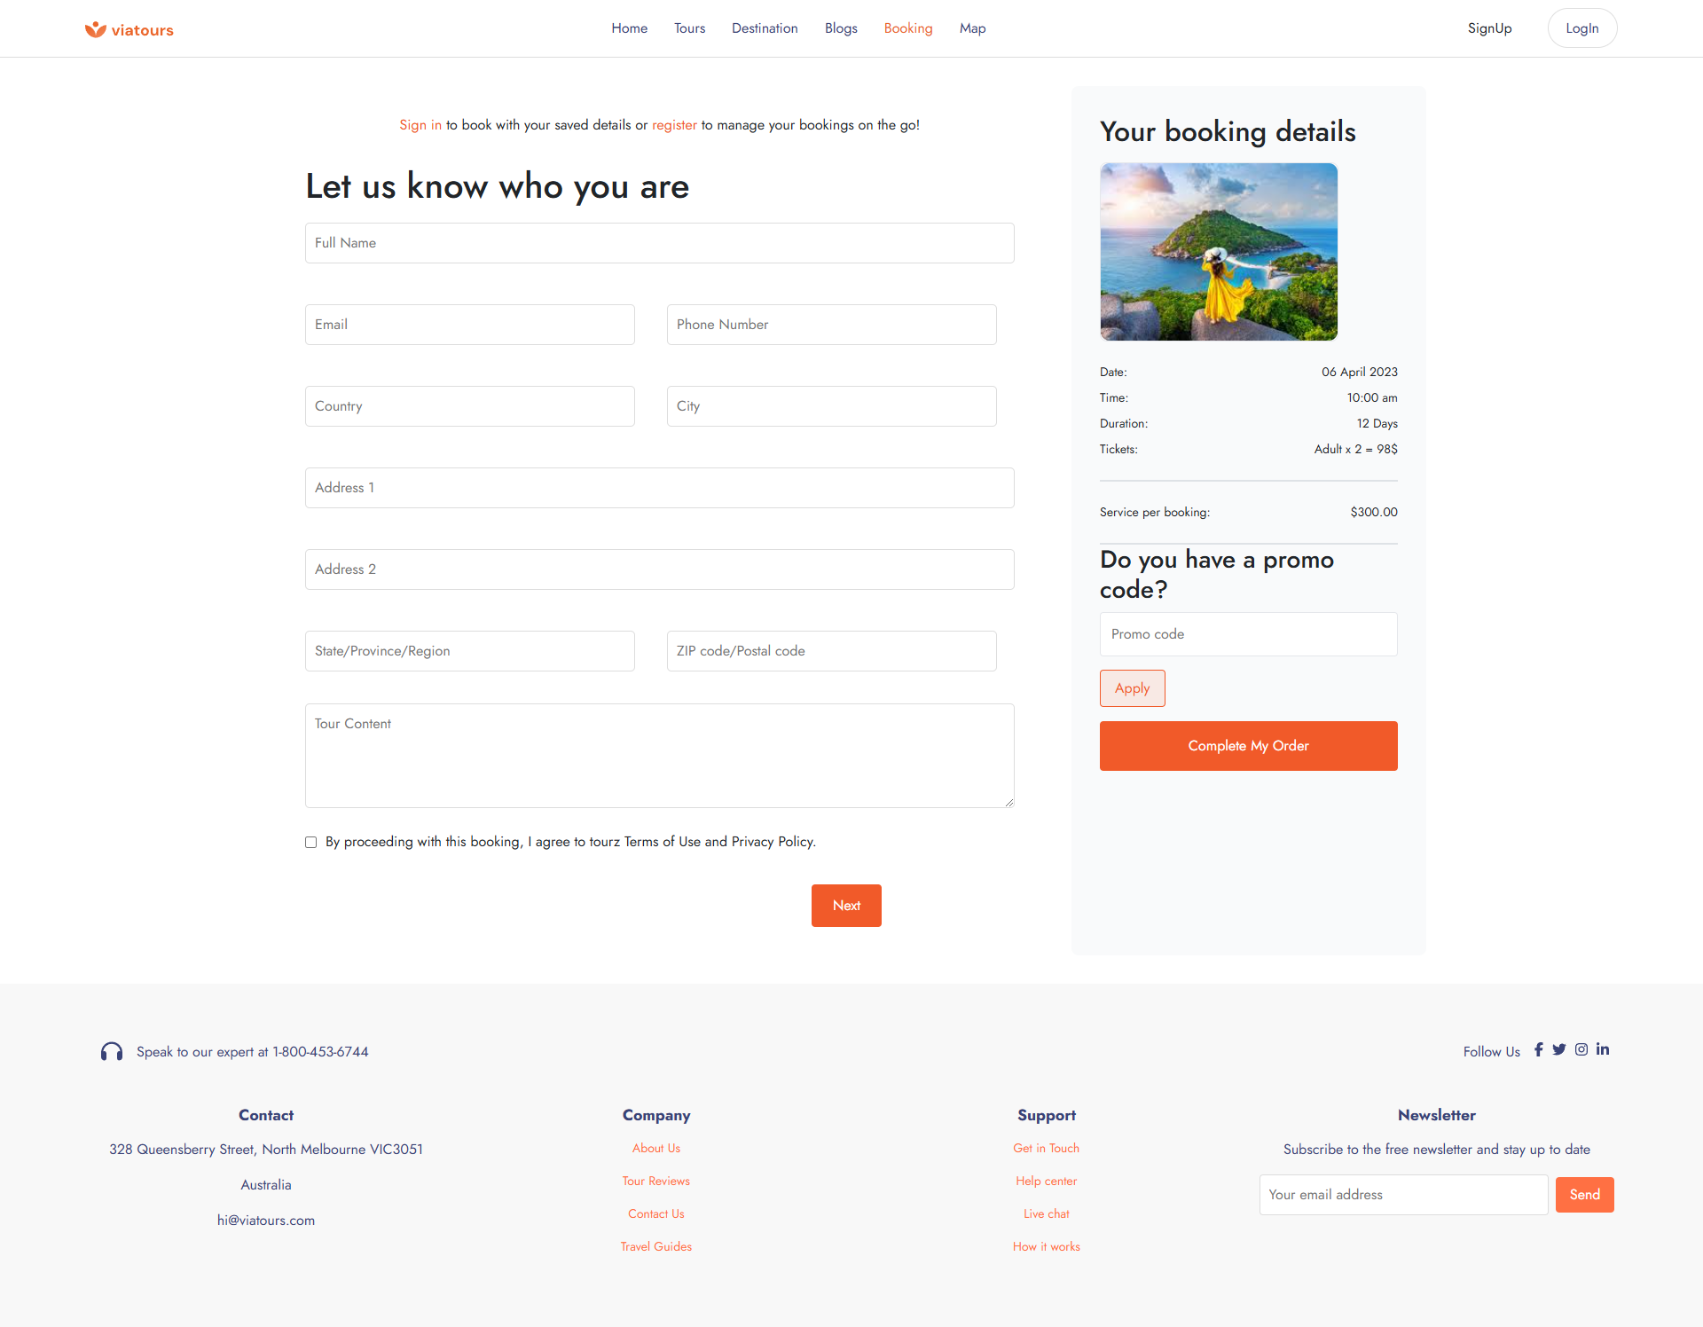 viatours
Home Tours Destination Blogs Booking Map
SignUp LogIn
Sign in to book with your saved details or register to manage your bookings on the go!
Let us know who you are
Full Name
Email Phone Number
Country City
Address 1
Address 2
State/Province/Region ZIP code/Postal code
Tour Content
By proceeding with this booking, I agree to tourz Terms of Use and Privacy Policy.
Next
Your booking details
Date: 06 April 2023
Time: 10:00 am
Duration: 12 Days
Tickets: Adult x 2 = 98$
Service per booking: $300.00
Do you have a promo
code?
Promo code
Apply
Complete My Order
Speak to our expert at 1-800-453-6744
Follow Us
Contact
328 Queensberry Street, North Melbourne VIC3051
Australia
hi@viatours.com
Company
About Us
Tour Reviews
Contact Us
Travel Guides
Support
Get in Touch
Help center
Live chat
How it works
Newsletter
Subscribe to the free newsletter and stay up to date
Your email address Send